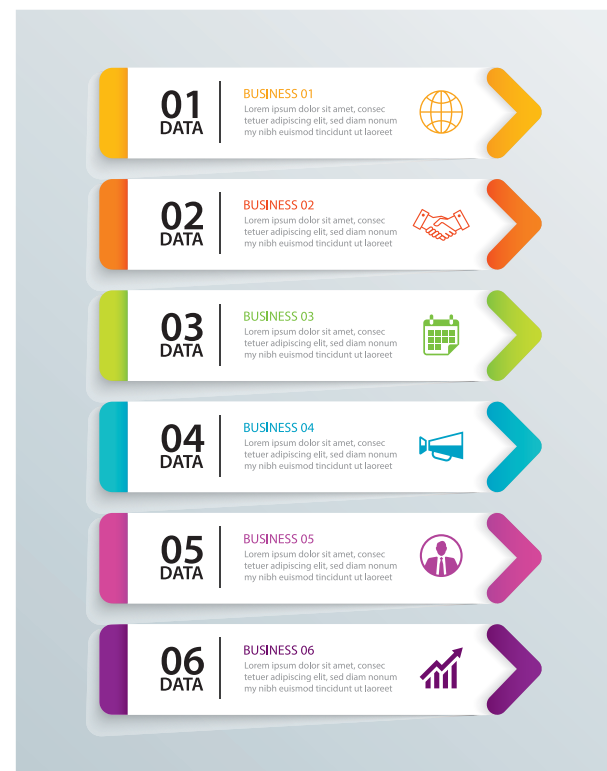 01
DATA
BUSINESS 01
Lorem ipsum dolor sit amet, consec
tetuer adipiscing elit, sed diam nonum
my nibh euismod tincidunt ut laoreet
02
DATA
BUSINESS 02
Lorem ipsum dolor sit amet, consec
tetuer adipiscing elit, sed diam nonum
my nibh euismod tincidunt ut laoreet
03
DATA
BUSINESS 03
Lorem ipsum dolor sit amet, consec
tetuer adipiscing elit, sed diam nonum
my nibh euismod tincidunt ut laoreet
04
DATA
BUSINESS 04
Lorem ipsum dolor sit amet, consec
tetuer adipiscing elit, sed diam nonum
my nibh euismod tincidunt ut laoreet
05
DATA
BUSINESS 05
Lorem ipsum dolor sit amet, consec
tetuer adipiscing elit, sed diam nonum
my nibh euismod tincidunt ut laoreet
06
DATA
BUSINESS 06
Lorem ipsum dolor sit amet, consec
tetuer adipiscing elit, sed diam nonum
my nibh euismod tincidunt ut laoreet